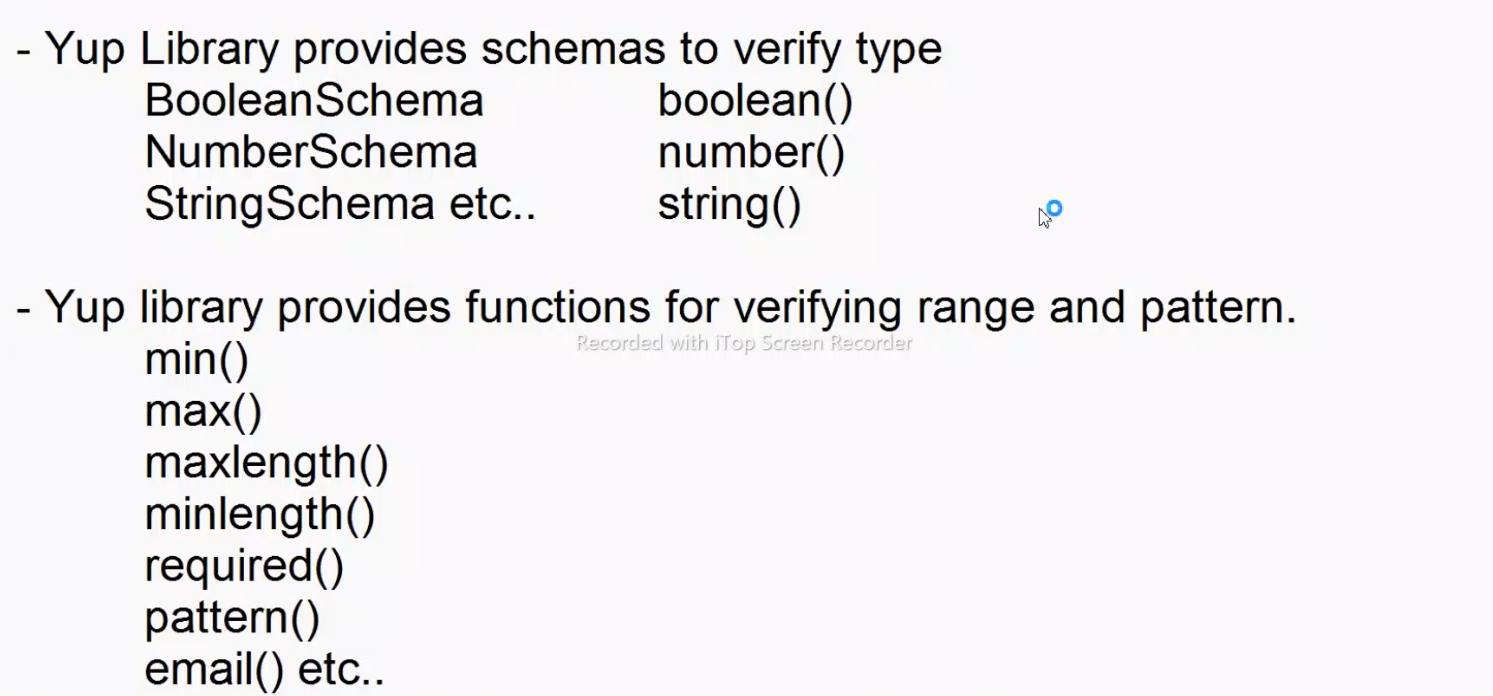 - Yup Library provides schemas to verify type
BooleanSchema boolean()
NumberSchema number()
StringSchema etc.. string()
- Yup library provides functions for verifying range and pattern.
Recorded with iTop Screen Recorder
min()
max()
maxlength()
minlength()
required()
pattern()
email() etc..